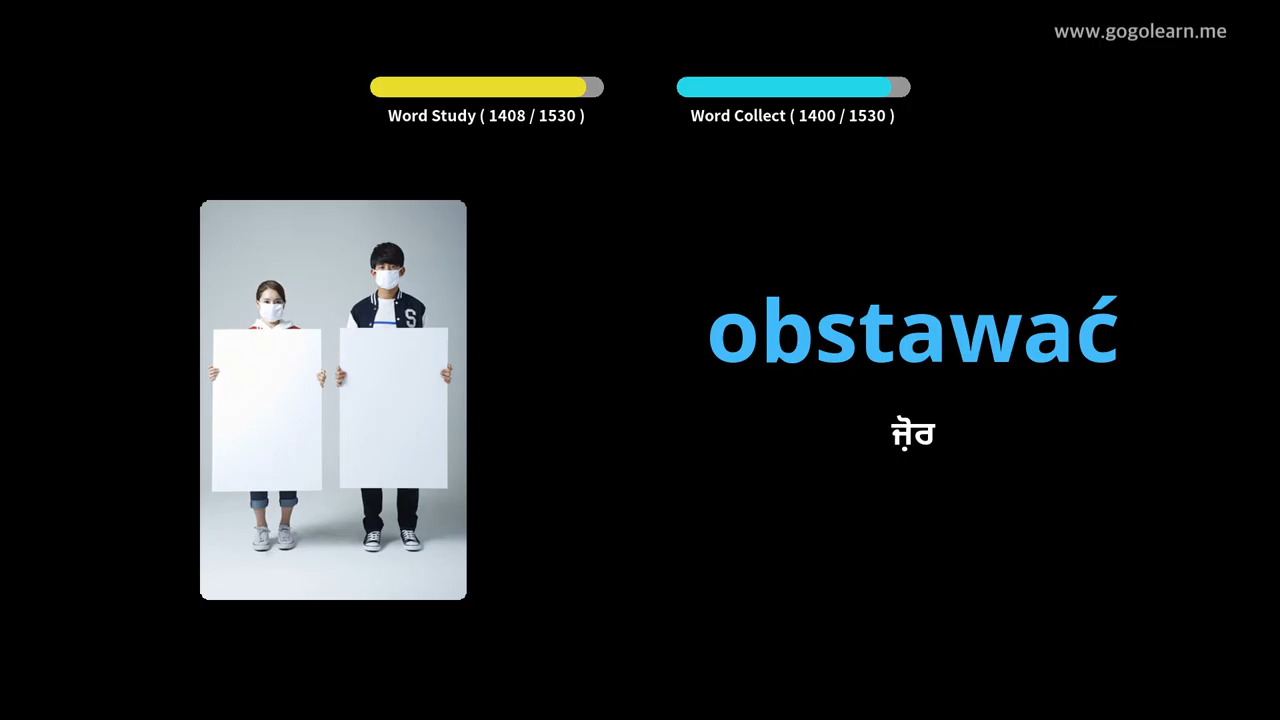 www.gogolearn.me
Word Study ( 1408 / 1530 )
Word Collect ( 1400 / 1530 )
S
obstawać
ਜ਼ੋਰ